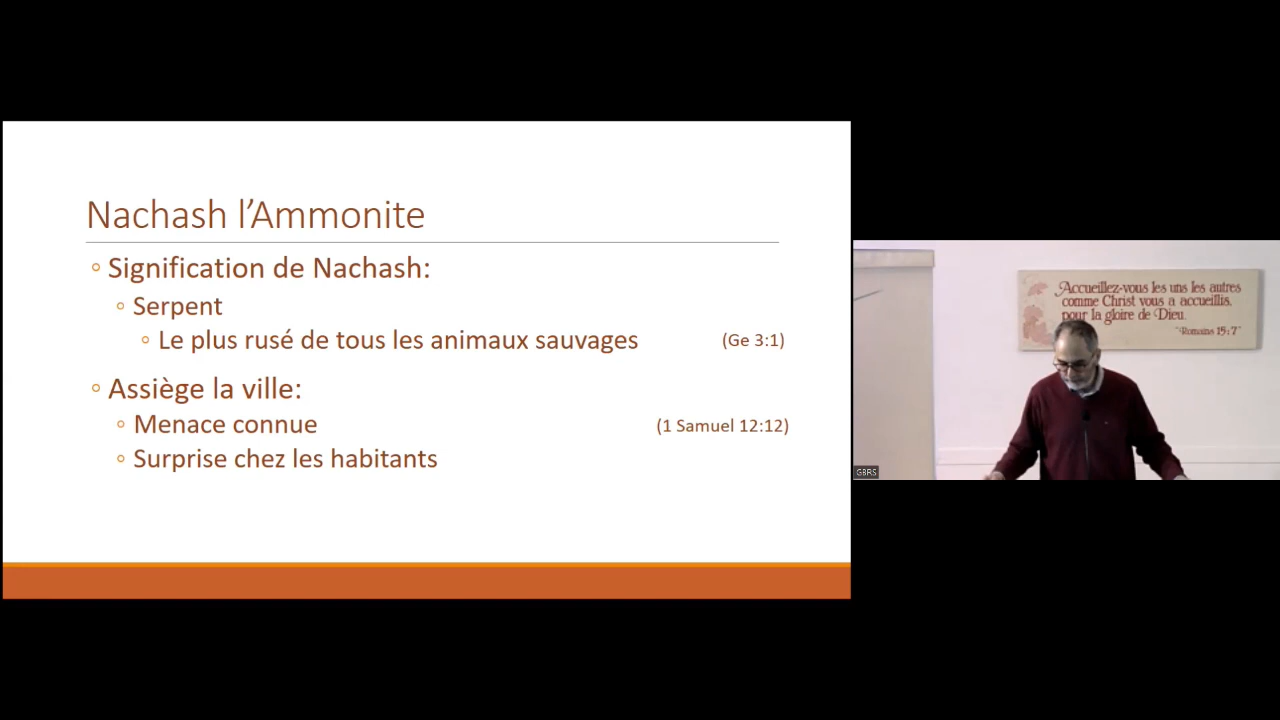 Nachash l’Ammonite
◦ Signification de Nachash:
◦ Serpent
◦ Le plus rusé de tous les animaux sauvages (Ge 3:1)
◦ Assiège la ville:
◦ Menace connue (1 Samuel 12:12)
◦ Surprise chez les habitants
Accueillez-vous les uns les autres
comme Christ vous a accueillis,
pour la gloire de Dieu.
"Romains 15:7"
GBRS